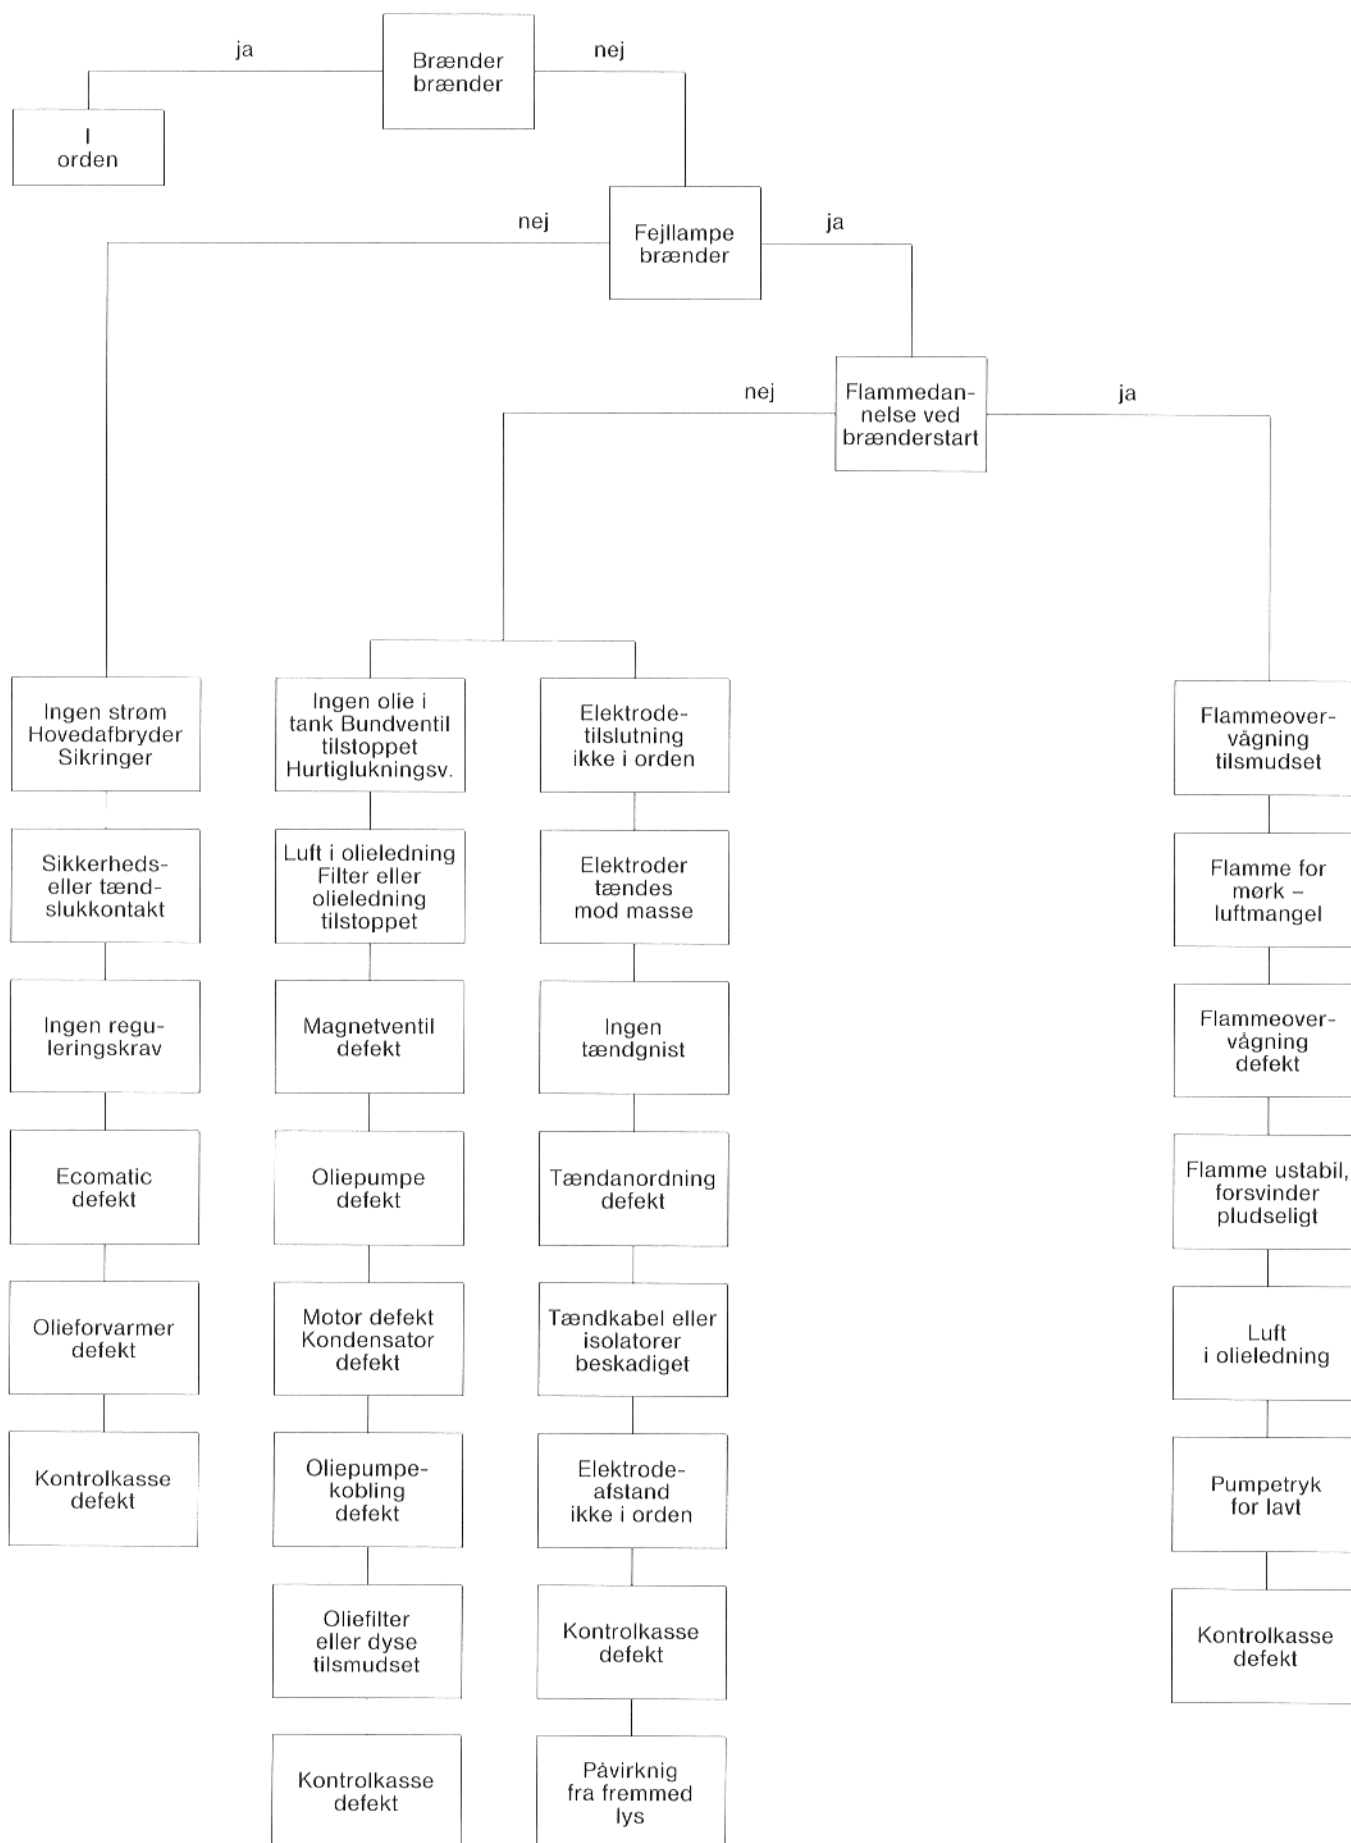 ja
Brænder
brænder
nej
I
orden
nej
Fejllampe
brænder
ja
nej
Flammedan-
nelse ved
brænderstart
ja
Ingen strøm
Hovedafbryder
Sikringer
Sikkerheds-
eller tænd-
slukkontakt
Ingen regu-
leringskrav
Ecomatic
defekt
Olieforvarmer
defekt
Kontrolkasse
defekt
Ingen olie i
tank Bundventil
tilstoppet
Hurtiglukningsv.
Luft i olieledning
Filter eller
olieledning
tilstoppet
Magnetventil
defekt
Oliepumpe
defekt
Motor defekt
Kondensator
defekt
Oliepumpe-
kobling
defekt
Oliefilter
eller dyse
tilsmudset
Kontrolkasse
defekt
Elektrode-
tilslutning
ikke i orden
Elektroder
tændes
mod masse
Ingen
tændgnist
Tændanordning
defekt
Tændkabel eller
isolatorer
beskadiget
Elektrode-
afstand
ikke i orden
Kontrolkasse
defekt
Påvirknig
fra fremmed
lys
Flammeover-
vågning
tilsmudset
Flamme for
mørk –
luftmangel
Flammeover-
vågning
defekt
Flamme ustabil,
forsvinder
pludseligt
Luft
i olieledning
Pumpetryk
for lavt
Kontrolkasse
defekt